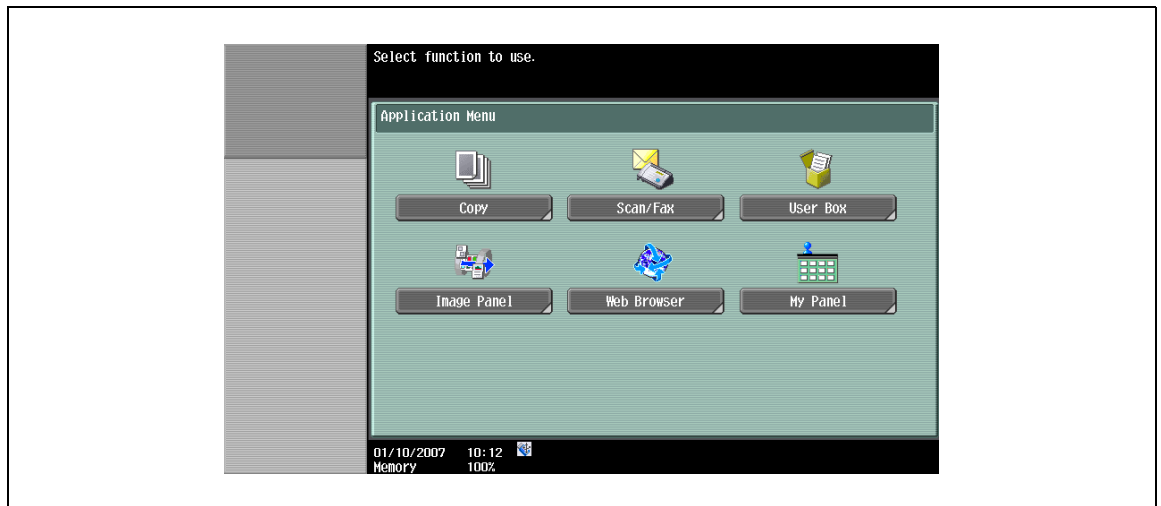 Select function to use.
Application Menu
Copy
Scan/Fax
User Box
Image Panel
Web Browser
My Panel
01/10/2007 10:12
Memory 100%